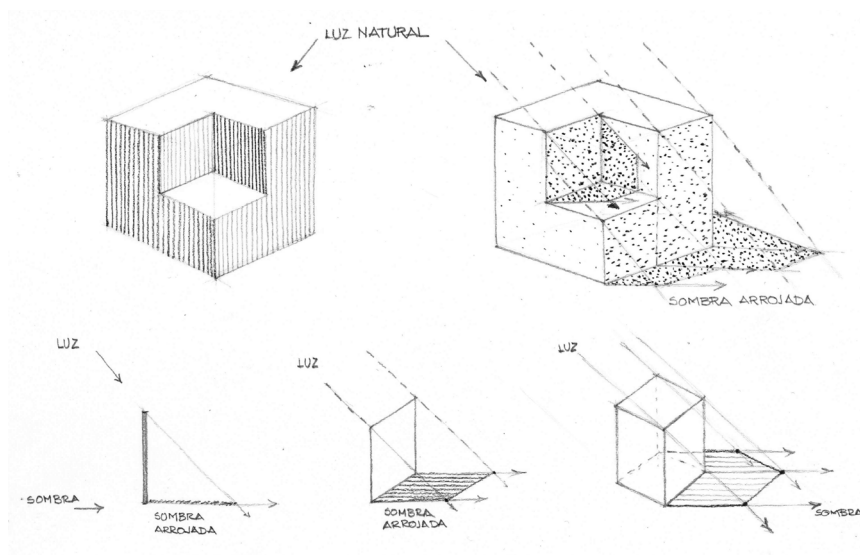 LUZ NATURAL
SOMBRA ARROJADA
LUZ
SOMBRA
SOMBRA
ARROJADA
LUZ
SOMBRA
ARROJADA
LUZ
SOMBRA